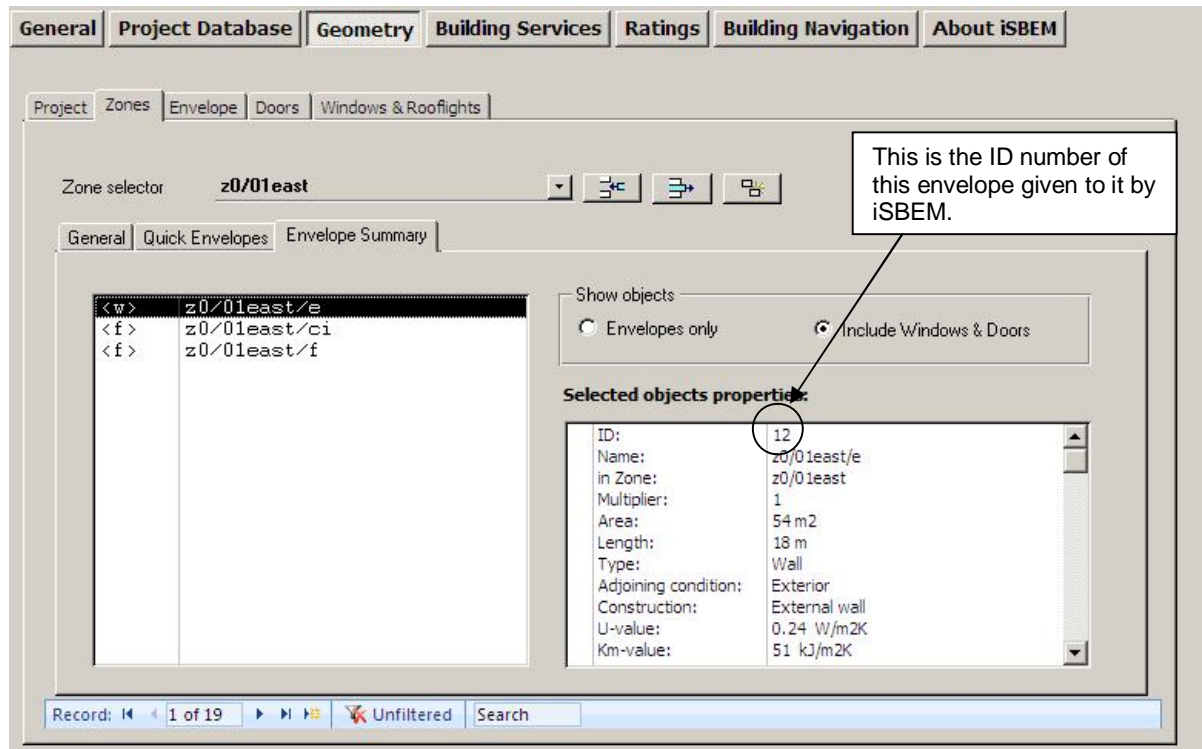 General Project Database Geometry Building Services Ratings Building Navigation About iSBEM
Project Zones Envelope Doors Windows & Rooflights
This is the ID number of
this envelope given to it by
iSBEM.
Zone selector z0/01east
General Quick Envelopes Envelope Summary
<w> z0/01east/e
<f> z0/01east/ci
<f> z0/01east/f
Show objects
Envelopes only Include Windows & Doors
Selected objects properties:
ID: 12
Name: z0/01east/e
in Zone: z0/01east
Multiplier: 1
Area: 54 m2
Length: 18 m
Type: Wall
Adjoining condition: Exterior
Construction: External wall
U-value: 0.24 W/m2K
Km-value: 51 kJ/m2K
Record: 1 of 19 Unfiltered Search